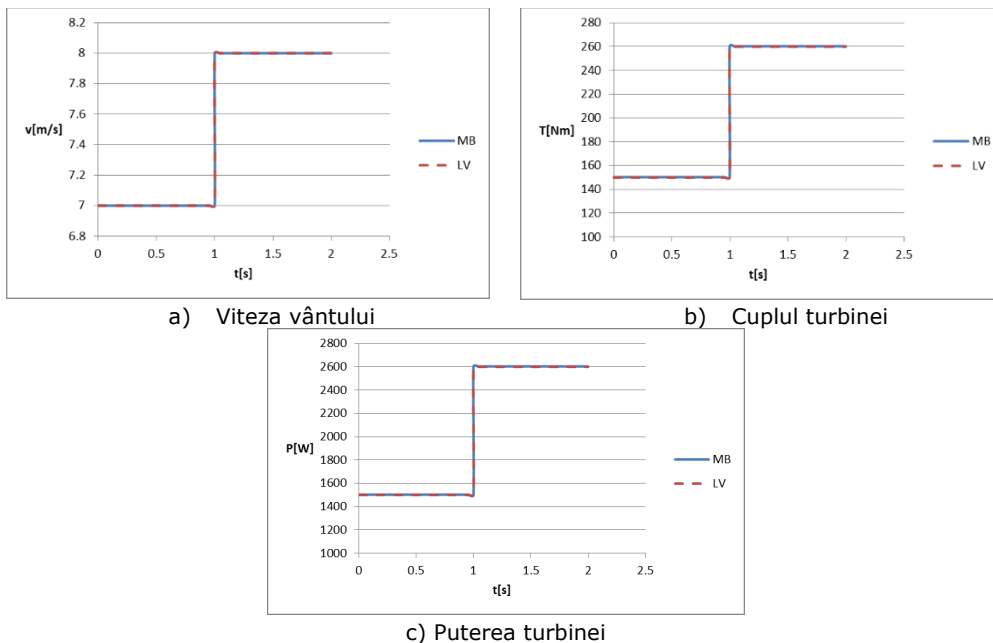 8.2
8
7.8
7.6
7.4
7.2
7
6.8
v[m/s]
0 0.5 1 1.5 2 2.5
t[s]
MB
LV
a) Viteza vântului
280
260
240
220
200
180
160
140
120
100
T[Nm]
0 0.5 1 1.5 2 2.5
t[s]
MB
LV
b) Cuplul turbinei
2800
2600
2400
2200
2000
1800
1600
1400
1200
1000
P[W]
0 0.5 1 1.5 2 2.5
t[s]
MB
LV
c) Puterea turbinei